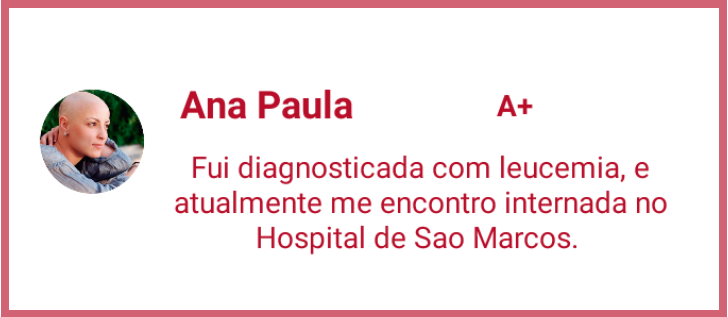 Ana Paula A+
Fui diagnosticada com leucemia, e
atualmente me encontro internada no
Hospital de Sao Marcos.